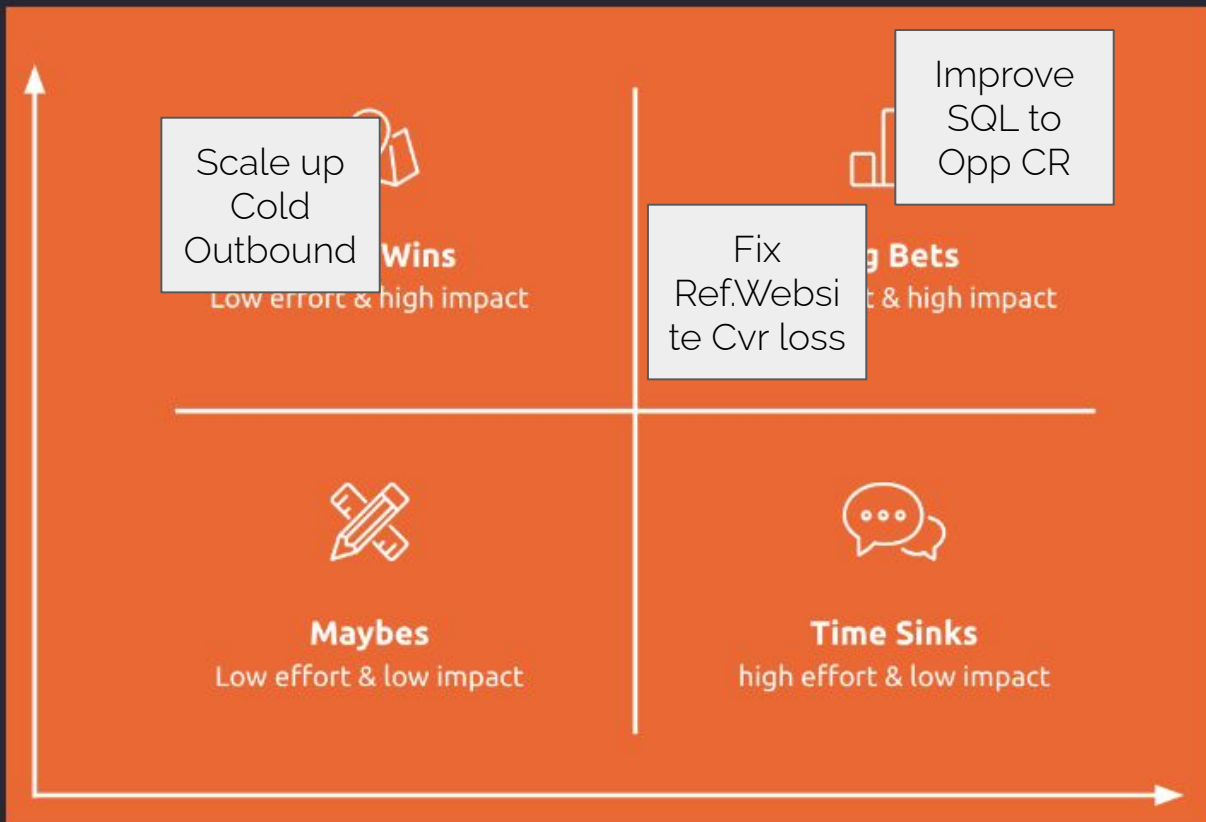 Scale up
Cold
Outbound
Wins
Low effort & high impact
Improve
SQL to
Opp CR
Fix
Ref.Websi
te Cvr loss
Bets
& high impact
Maybes
Low effort & low impact
Time Sinks
high effort & low impact